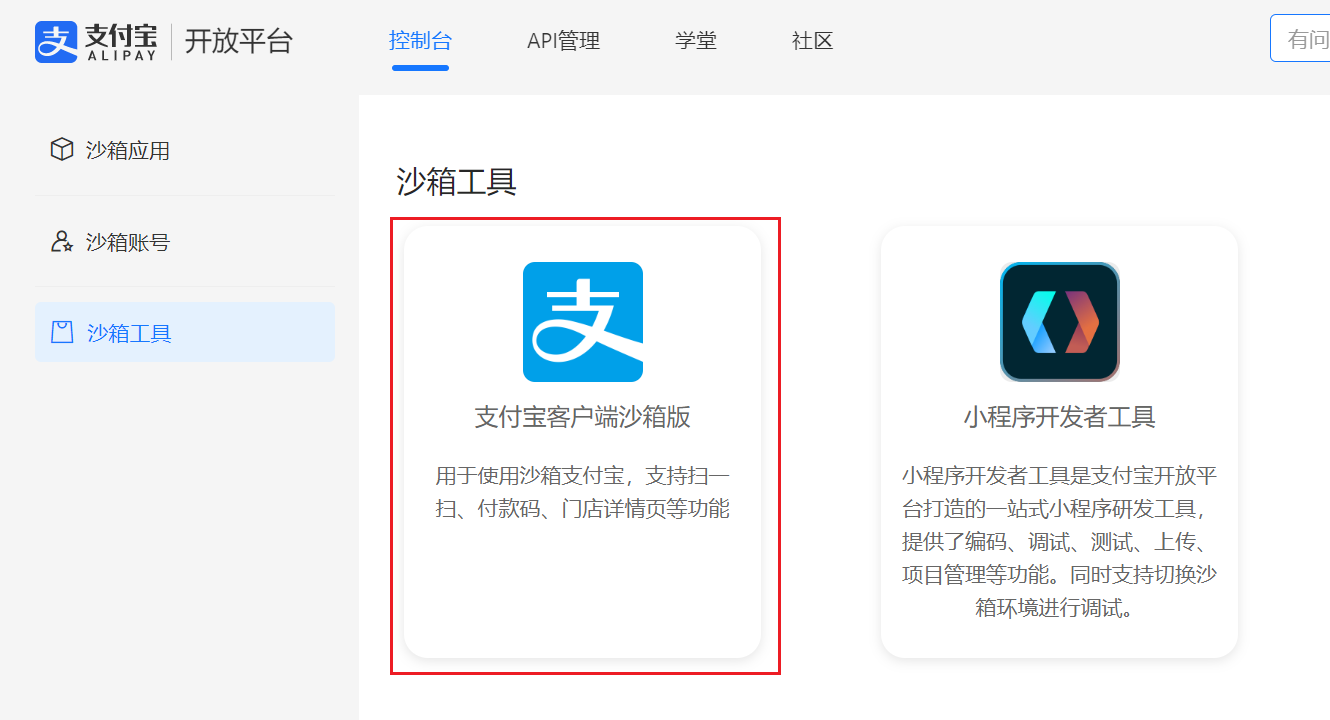 支付宝 开放平台
ALIPAY
控制台 API管理 学堂 社区 有问
沙箱应用
沙箱账号
沙箱工具
沙箱工具
支付宝客户端沙箱版
用于使用沙箱支付宝，支持扫一
扫、付款码、门店详情页等功能
小程序开发者工具
小程序开发者工具是支付宝开放平
台打造的一站式小程序研发工具，
提供了编码、调试、测试、上传、
项目管理等功能。同时支持切换沙
箱环境进行调试。